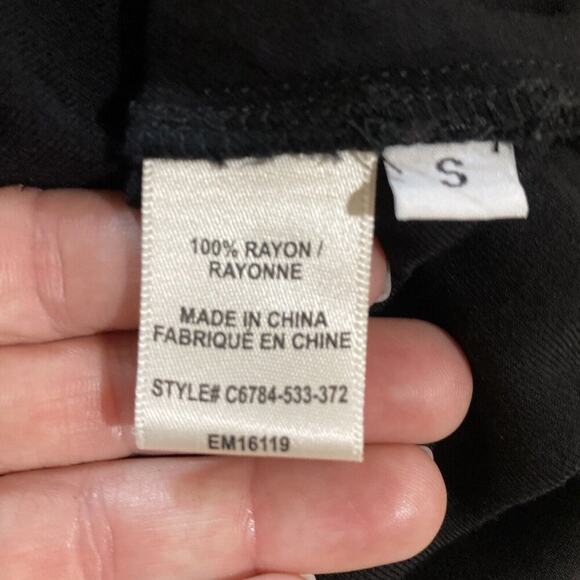 S
100% RAYON /
RAYONNE
MADE IN CHINA
FABRIQUÉ EN CHINE
STYLE# C6784-533-372
EM16119